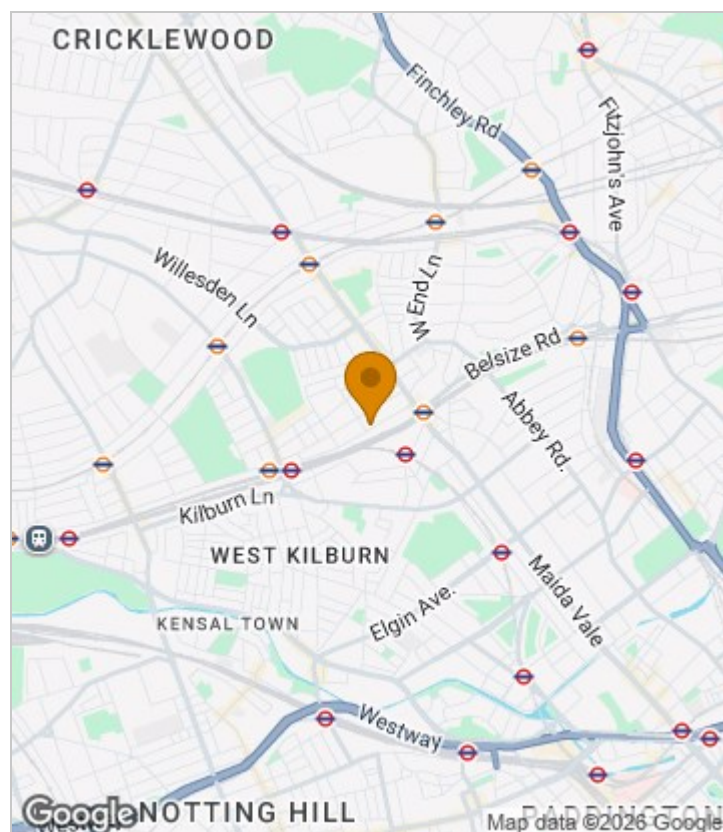 CRICKLEWOOD
Finchley Rd
Fitzjohn's Ave
Willesden Ln
W End Ln
Belsize Rd
Abbey Rd.
Kilburn Ln
WEST KILBURN
Maida Vale
Elgin Ave.
KENSAL TOWN
Westway
Google
NOTTING HILL
PADDINGTON
Map data ©2026 Google